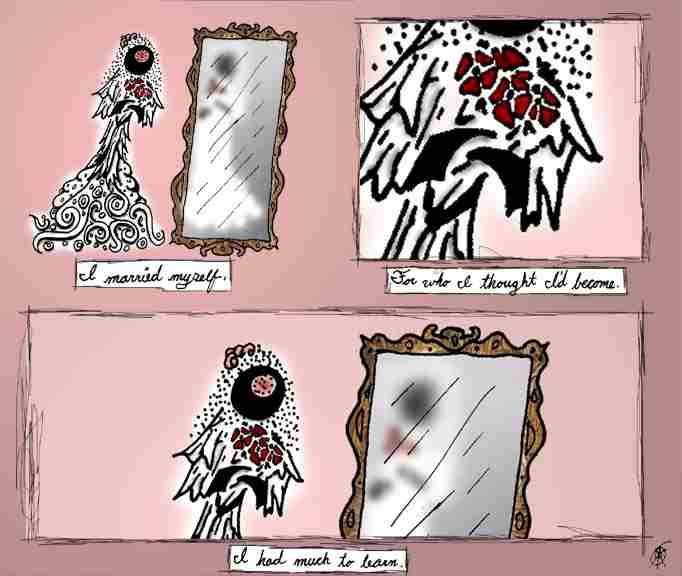 I married myself.
For who I thought I'd become.
I had much to learn.